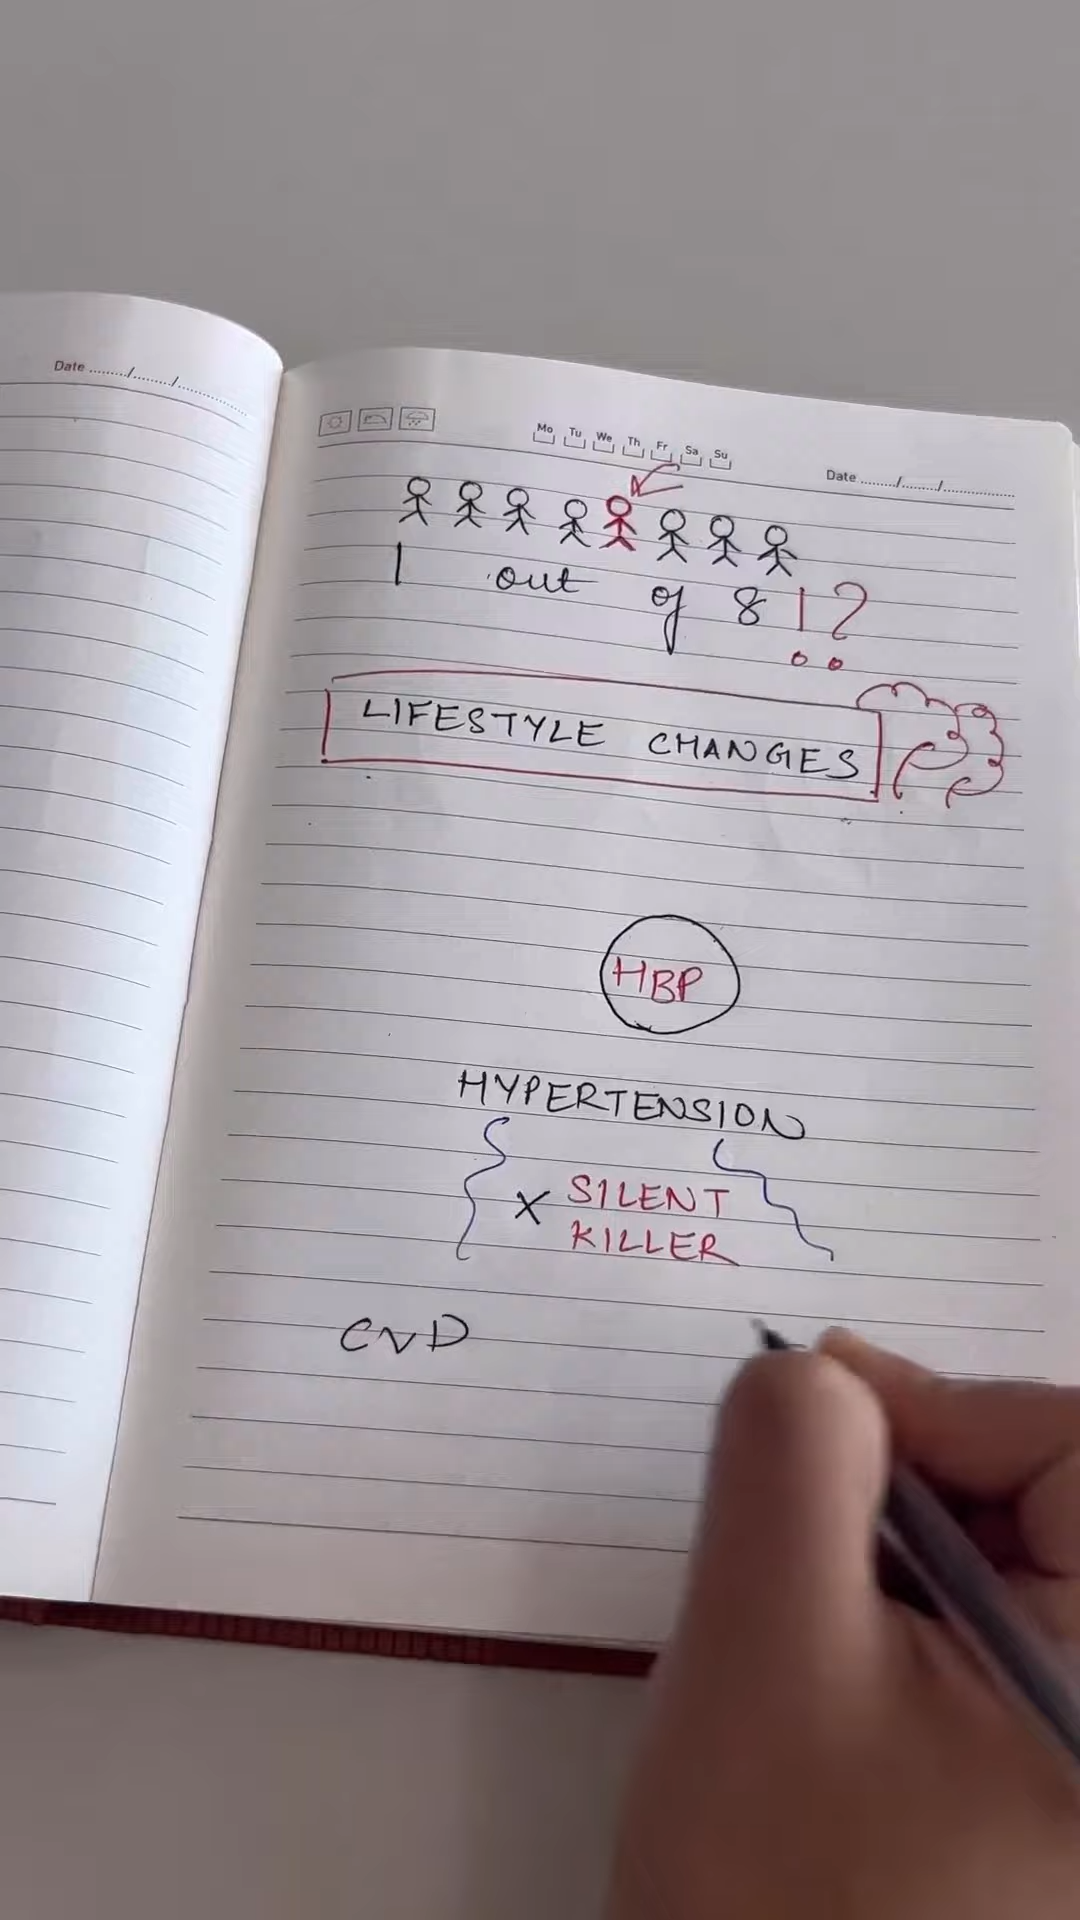 Date ......../......../................
Mo Tu We Th Fr Sa Su
Date ......../......../................
1 out of 8 !?
LIFESTYLE CHANGES
HBP
HYPERTENSION
x SILENT
KILLER
CVD